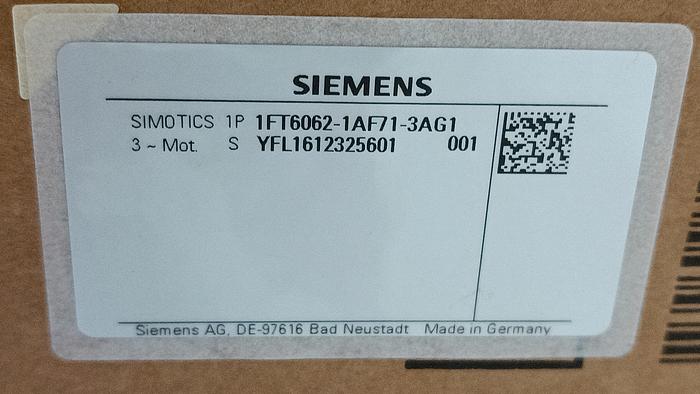 SIEMENS
SIMOTICS 1P 1FT6062-1AF71-3AG1
3 ~ Mot. S YFL1612325601 001
Siemens AG, DE-97616 Bad Neustadt Made in Germany